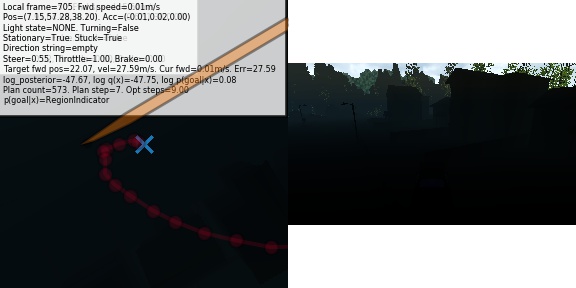 Local frame=705: Fwd speed=0.01m/s
Pos=(7.15,57.28,38.20). Acc=(-0.01,0.02,0.00)
Light state=NONE. Turning=False
Stationary=True. Stuck=True
Direction string=empty
Steer=0.55, Throttle=1.00, Brake=0.00
Target fwd pos=22.07, vel=27.59m/s. Cur fwd=0.01m/s. Err=27.59
log_posterior=-47.67, log q(x)=-47.75, log p(goal|x)=0.08
Plan count=573. Plan step=7. Opt steps=9.00
p(goal|x)=RegionIndicator